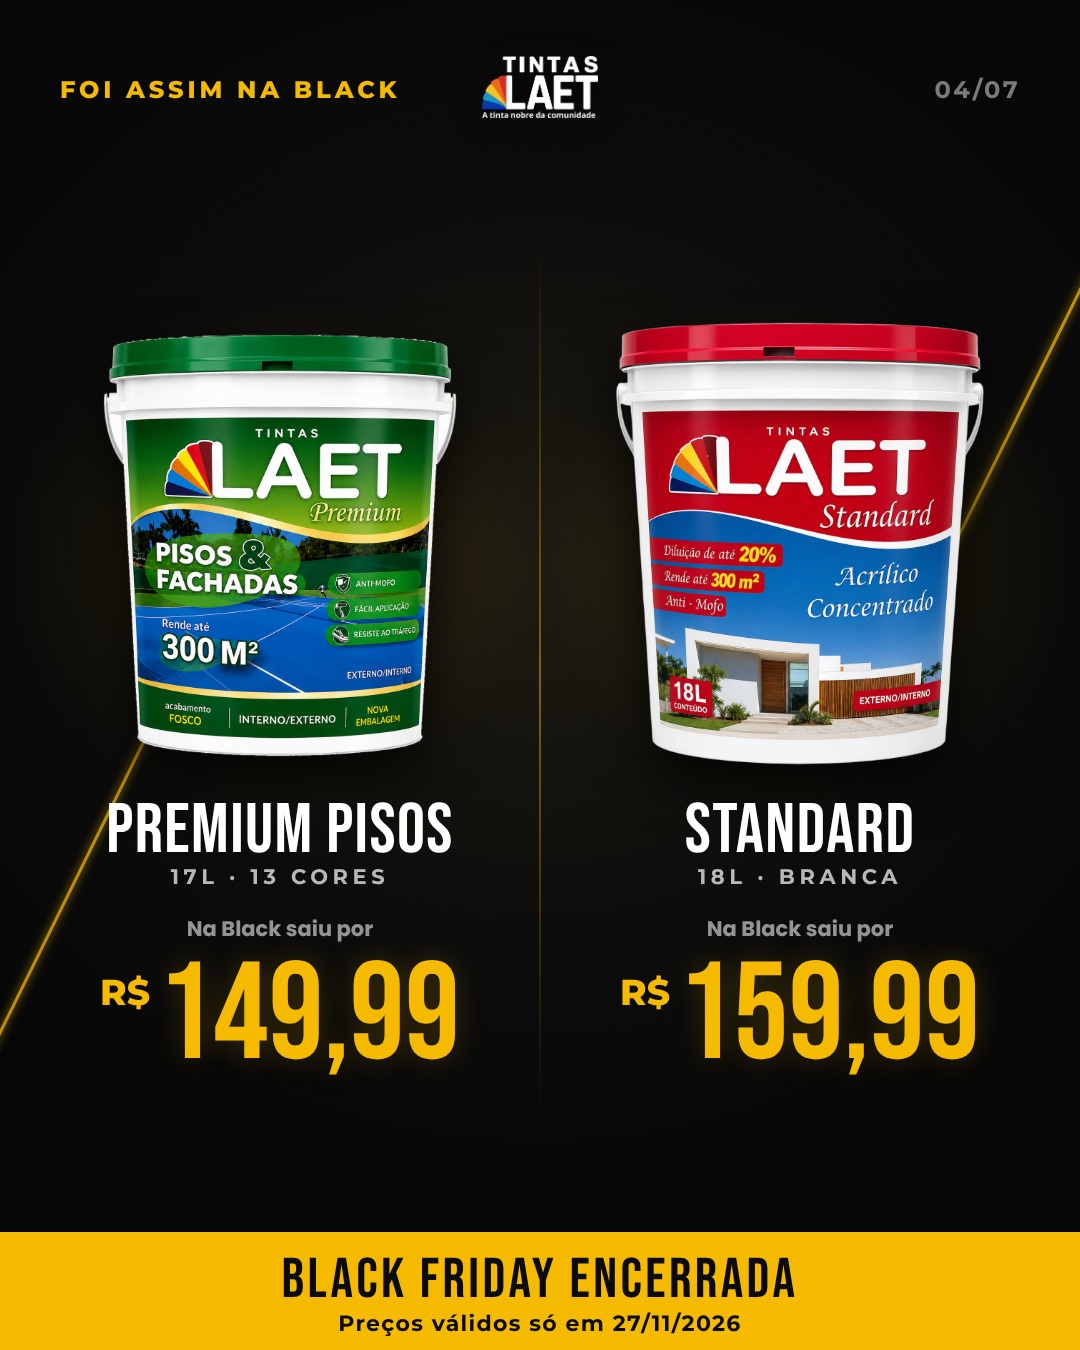 FOI ASSIM NA BLACK
TINTAS
LAET
A tinta nobre da comunidade
04/07
TINTAS
LAET
Premium
PISOS &
FACHADAS
ANTI-MOFO
FÁCIL APLICAÇÃO
RESISTE AO TRÁFEGO
Rende até
300 M²
EXTERNO/INTERNO
acabamento
FOSCO
INTERNO/EXTERNO
NOVA
EMBALAGEM
TINTAS
LAET
Standard
Diluição de até 20%
Rende até 300 m²
Anti - Mofo
Acrílico
Concentrado
18L
CONTEÚDO
EXTERNO/INTERNO
PREMIUM PISOS
17L · 13 CORES
Na Black saiu por
R$ 149,99
STANDARD
18L · BRANCA
Na Black saiu por
R$ 159,99
BLACK FRIDAY ENCERRADA
Preços válidos só em 27/11/2026